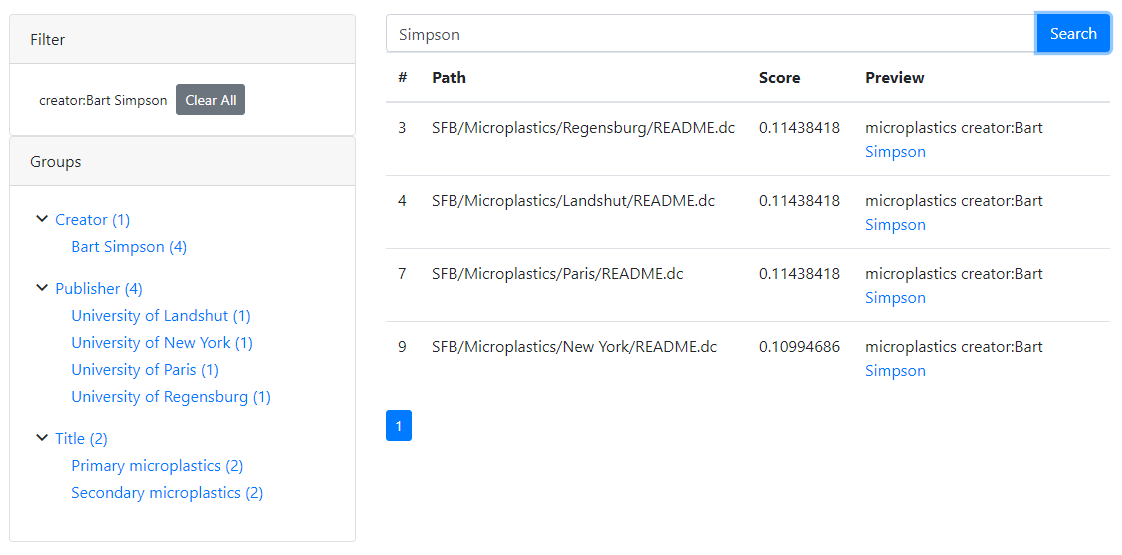 Filter
creator:Bart Simpson Clear All
Groups
Creator (1)
Bart Simpson (4)
Publisher (4)
University of Landshut (1)
University of New York (1)
University of Paris (1)
University of Regensburg (1)
Title (2)
Primary microplastics (2)
Secondary microplastics (2)
Simpson Search
# Path Score Preview
3 SFB/Microplastics/Regensburg/README.dc 0.11438418 microplastics creator:Bart
Simpson
4 SFB/Microplastics/Landshut/README.dc 0.11438418 microplastics creator:Bart
Simpson
7 SFB/Microplastics/Paris/README.dc 0.11438418 microplastics creator:Bart
Simpson
9 SFB/Microplastics/New York/README.dc 0.10994686 microplastics creator:Bart
Simpson
1